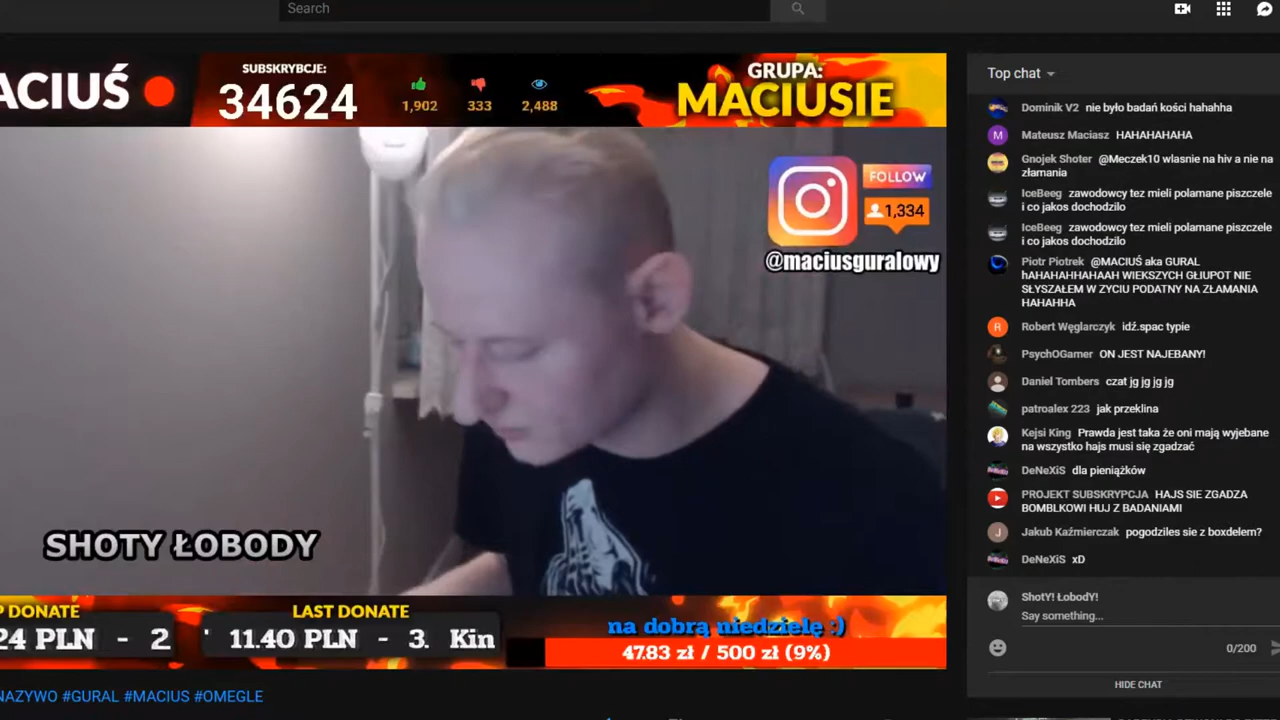 Search
ACIUŚ
SUBSKRYBCJE:
34624
1,902
333
2,488
GRUPA:
MACIUSIE
FOLLOW
1,334
@maciusguralowy
SHOTY ŁOBODY
P DONATE
24 PLN - 2
LAST DONATE
11.40 PLN - 3. Kin
na dobrą niedzielę :)
47.83 zł / 500 zł (9%)
NAZYWO #GURAL #MACIUS #OMEGLE
Top chat
Dominik V2 nie było badań kości hahahha
M
Mateusz Maciasz HAHAHAHAHA
Gnojek Shoter @Meczek10 wlasnie na hiv a nie na
złamania
IceBeeg zawodowcy tez mieli polamane piszczele
i co jakos dochodzilo
IceBeeg zawodowcy tez mieli polamane piszczele
i co jakos dochodzilo
Piotr Piotrek @MACIUŚ aka GURAL
hAHAHAHHAHAAH WIEKSZYCH GŁIUPOT NIE
SŁYSZAŁEM W ZYCIU PODATNY NA ZŁAMANIA
HAHAHHA
R
Robert Węglarczyk idź.spac typie
PsychOGamer ON JEST NAJEBANY!
Daniel Tombers czat jg jg jg jg
patroalex 223 jak przeklina
Kejsi King Prawda jest taka że oni mają wyjebane
na wszystko hajs musi się zgadzać
DeNeXiS dla pieniążków
PROJEKT SUBSKRYPCJA HAJS SIE ZGADZA
BOMBLKOWI HUJ Z BADANIAMI
J
Jakub Kaźmierczak pogodziles sie z boxdelem?
DeNeXiS xD
ShotY! ŁobodY!
Say something...
0/200
HIDE CHAT